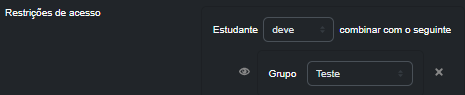 Restrições de acesso
Estudante deve combinar com o seguinte
Grupo Teste